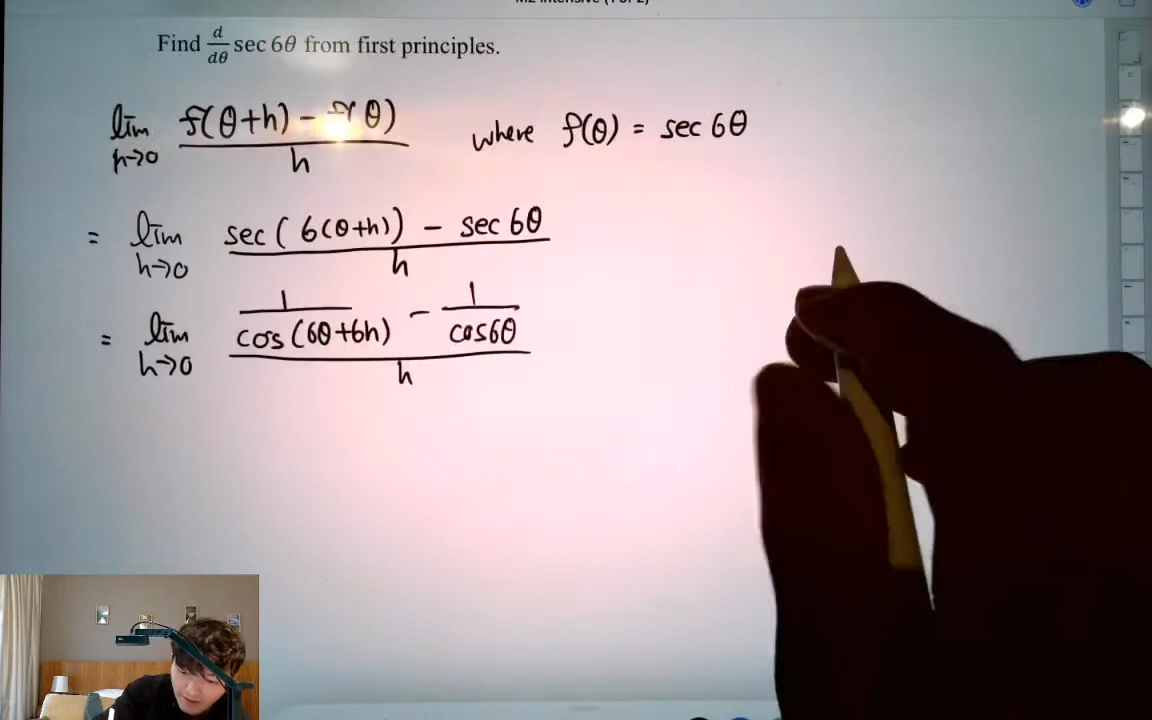 Find d/dθ sec 6θ from first principles.
lim h→0 f(θ+h) - f(θ) / h where f(θ) = sec 6θ
= lim h→0 sec(6(θ+h)) - sec 6θ / h
= lim h→0 1/cos(6θ+6h) - 1/cos6θ / h